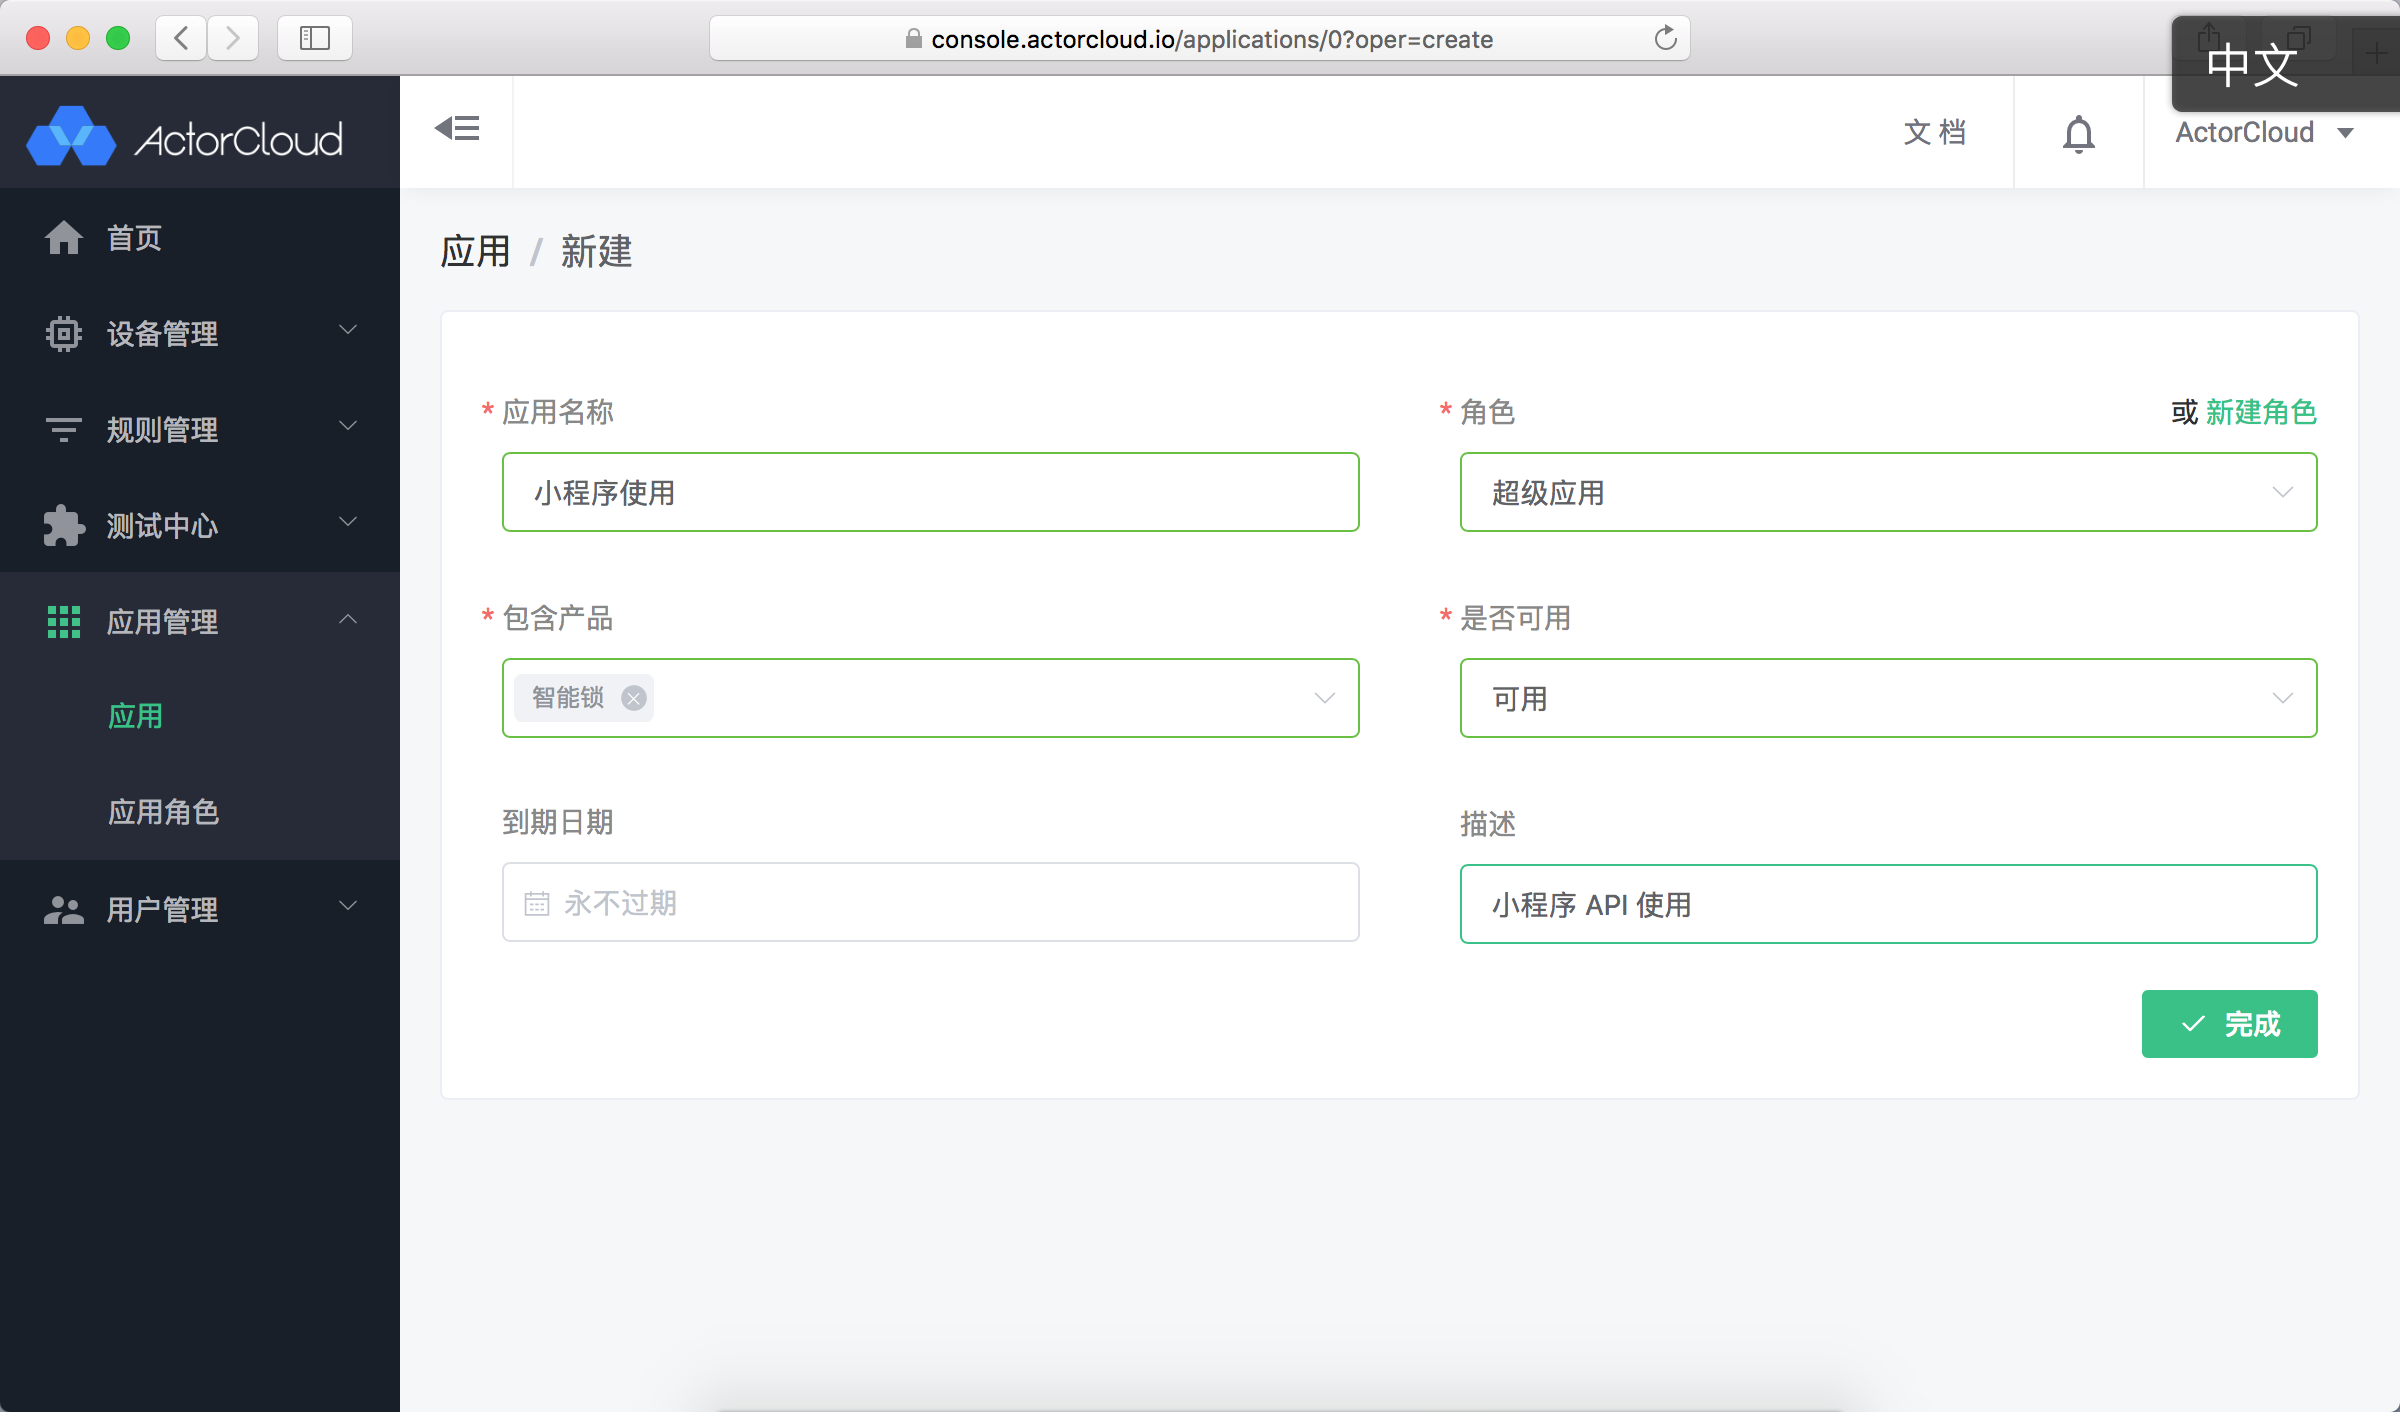 console.actorcloud.io/applications/0?oper=create
中文
ActorCloud
文 档
ActorCloud
首页
设备管理
规则管理
测试中心
应用管理
应用
应用角色
用户管理
应用 / 新建
* 应用名称
小程序使用
* 角色
或 新建角色
超级应用
* 包含产品
智能锁
* 是否可用
可用
到期日期
永不过期
描述
小程序 API 使用
完成